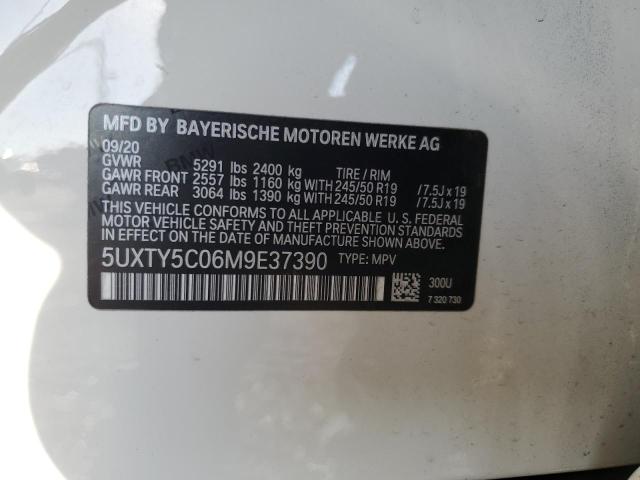 MFD BY BAYERISCHE MOTOREN WERKE AG
09/20
GVWR 5291 lbs 2400 kg TIRE / RIM
GAWR FRONT 2557 lbs 1160 kg WITH 245/50 R19 / 7.5J x 19
GAWR REAR 3064 lbs 1390 kg WITH 245/50 R19 / 7.5J x 19
THIS VEHICLE CONFORMS TO ALL APPLICABLE U. S. FEDERAL
MOTOR VEHICLE SAFETY AND THEFT PREVENTION STANDARDS
IN EFFECT ON THE DATE OF MANUFACTURE SHOWN ABOVE.
5UXTY5C06M9E37390 TYPE: MPV
300U
7 320 730